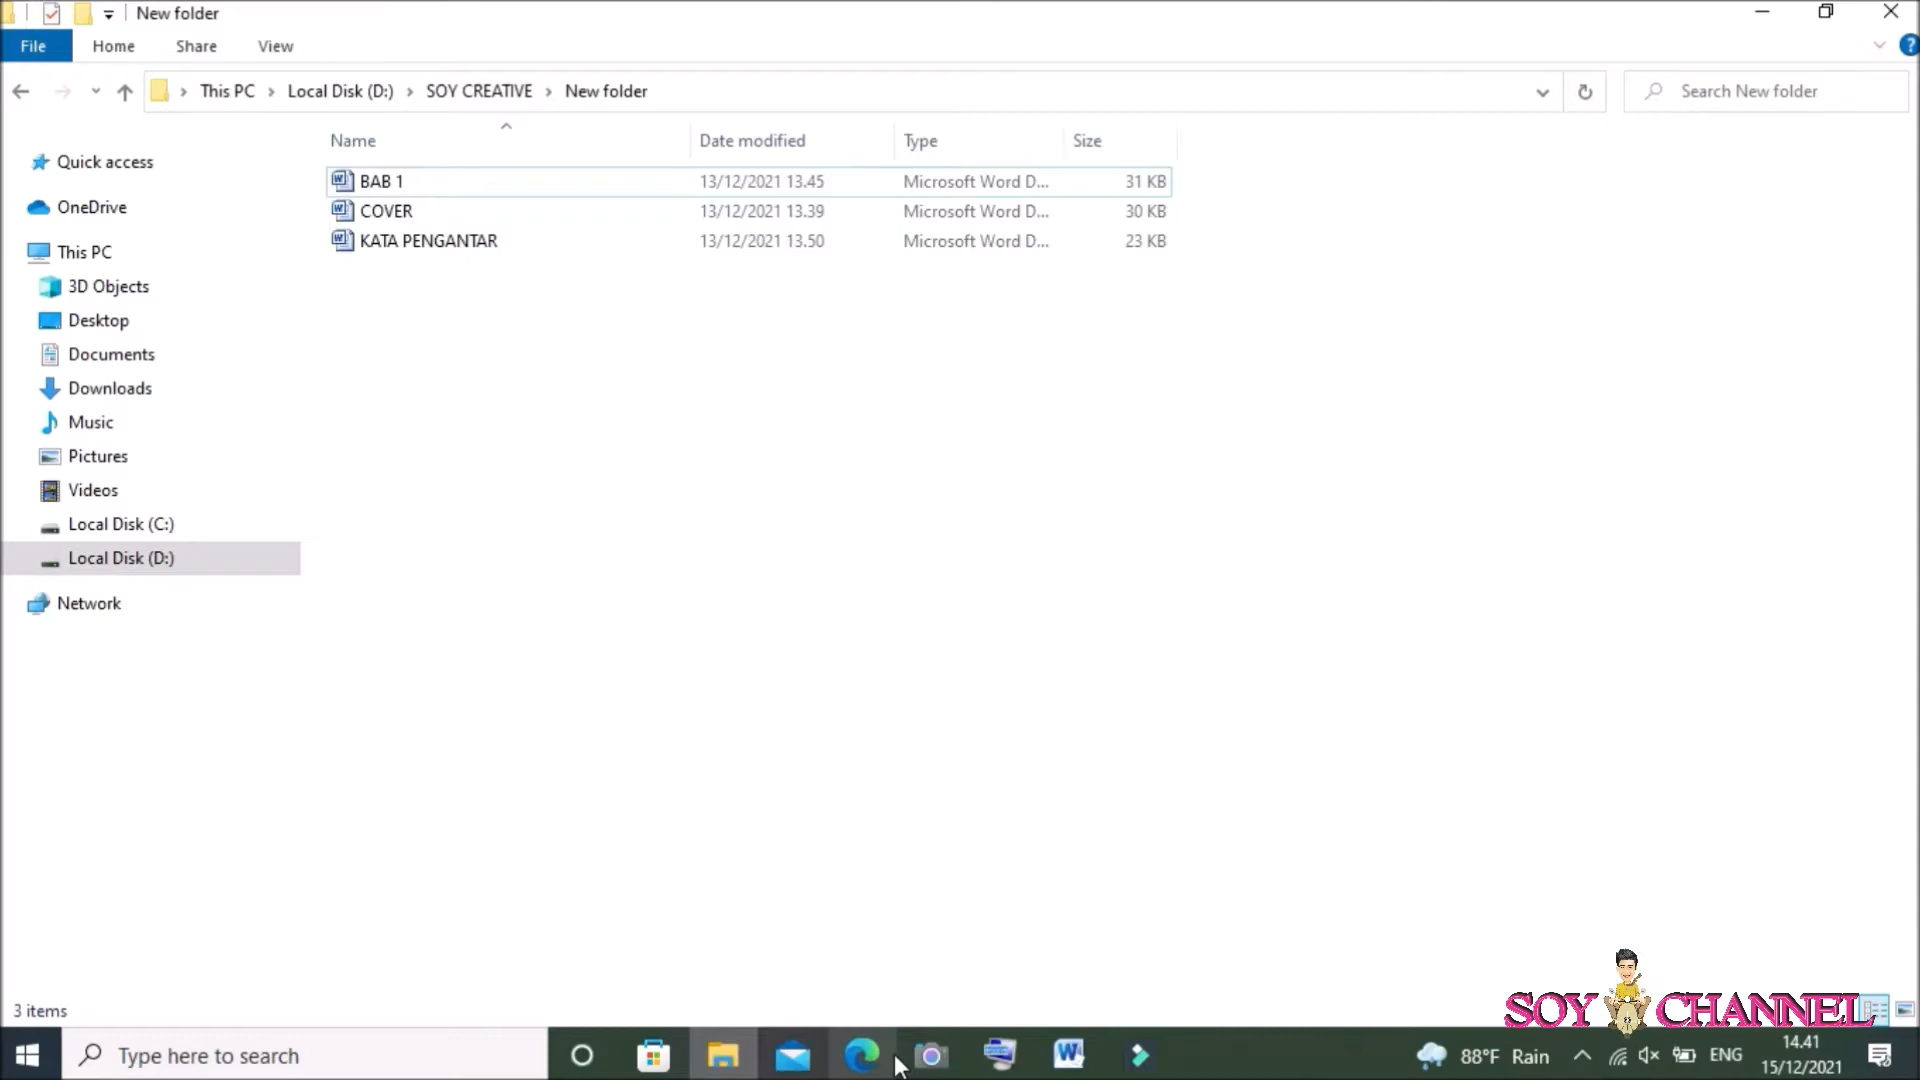 New folder
File Home Share View
This PC Local Disk (D:) SOY CREATIVE New folder
Search New folder
Name Date modified Type Size
BAB 1 13/12/2021 13.45 Microsoft Word D... 31 KB
COVER 13/12/2021 13.39 Microsoft Word D... 30 KB
KATA PENGANTAR 13/12/2021 13.50 Microsoft Word D... 23 KB
Quick access
OneDrive
This PC
3D Objects
Desktop
Documents
Downloads
Music
Pictures
Videos
Local Disk (C:)
Local Disk (D:)
Network
3 items
SOY CHANNEL
Type here to search
88°F Rain
ENG
14.41
15/12/2021